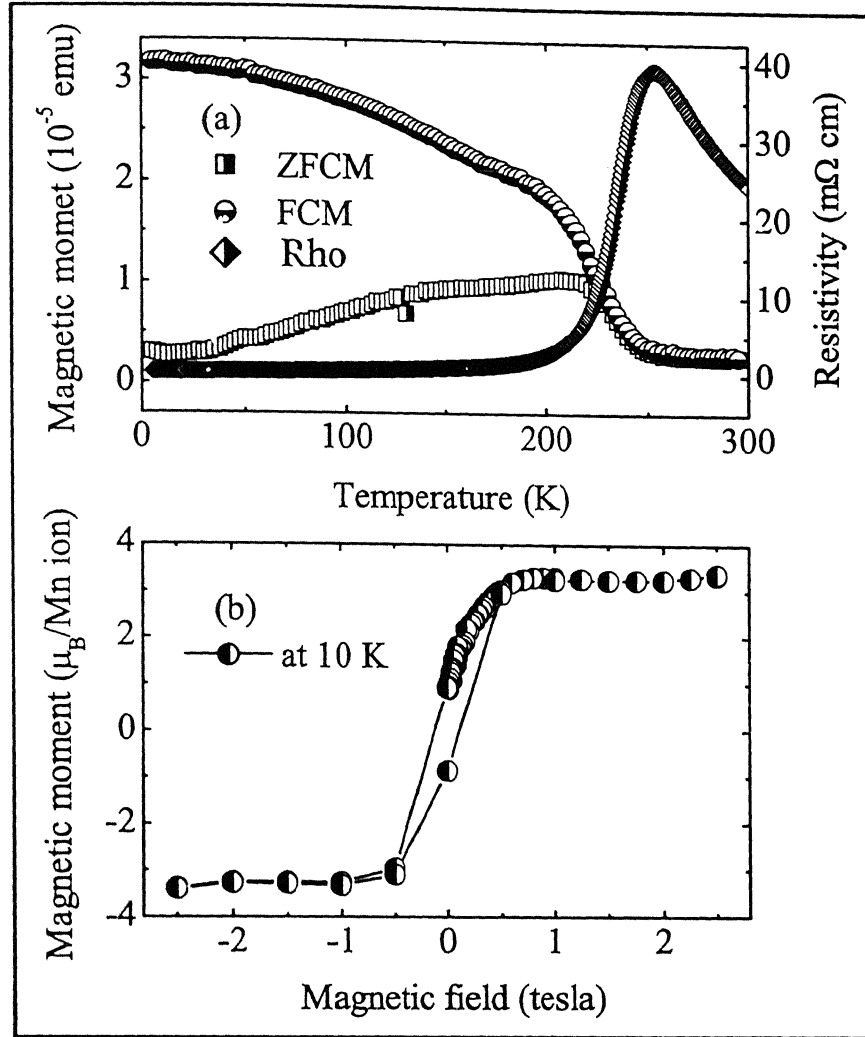 (a)
ZFCM
FCM
Rho
Magnetic momet (10⁻⁵ emu)
3
2
1
0
Resistivity (mΩ cm)
40
30
20
10
0
0 100 200 300
Temperature (K)
(b)
at 10 K
Magnetic moment (μ_B/Mn ion)
4
2
0
-2
-4
-2 -1 0 1 2
Magnetic field (tesla)